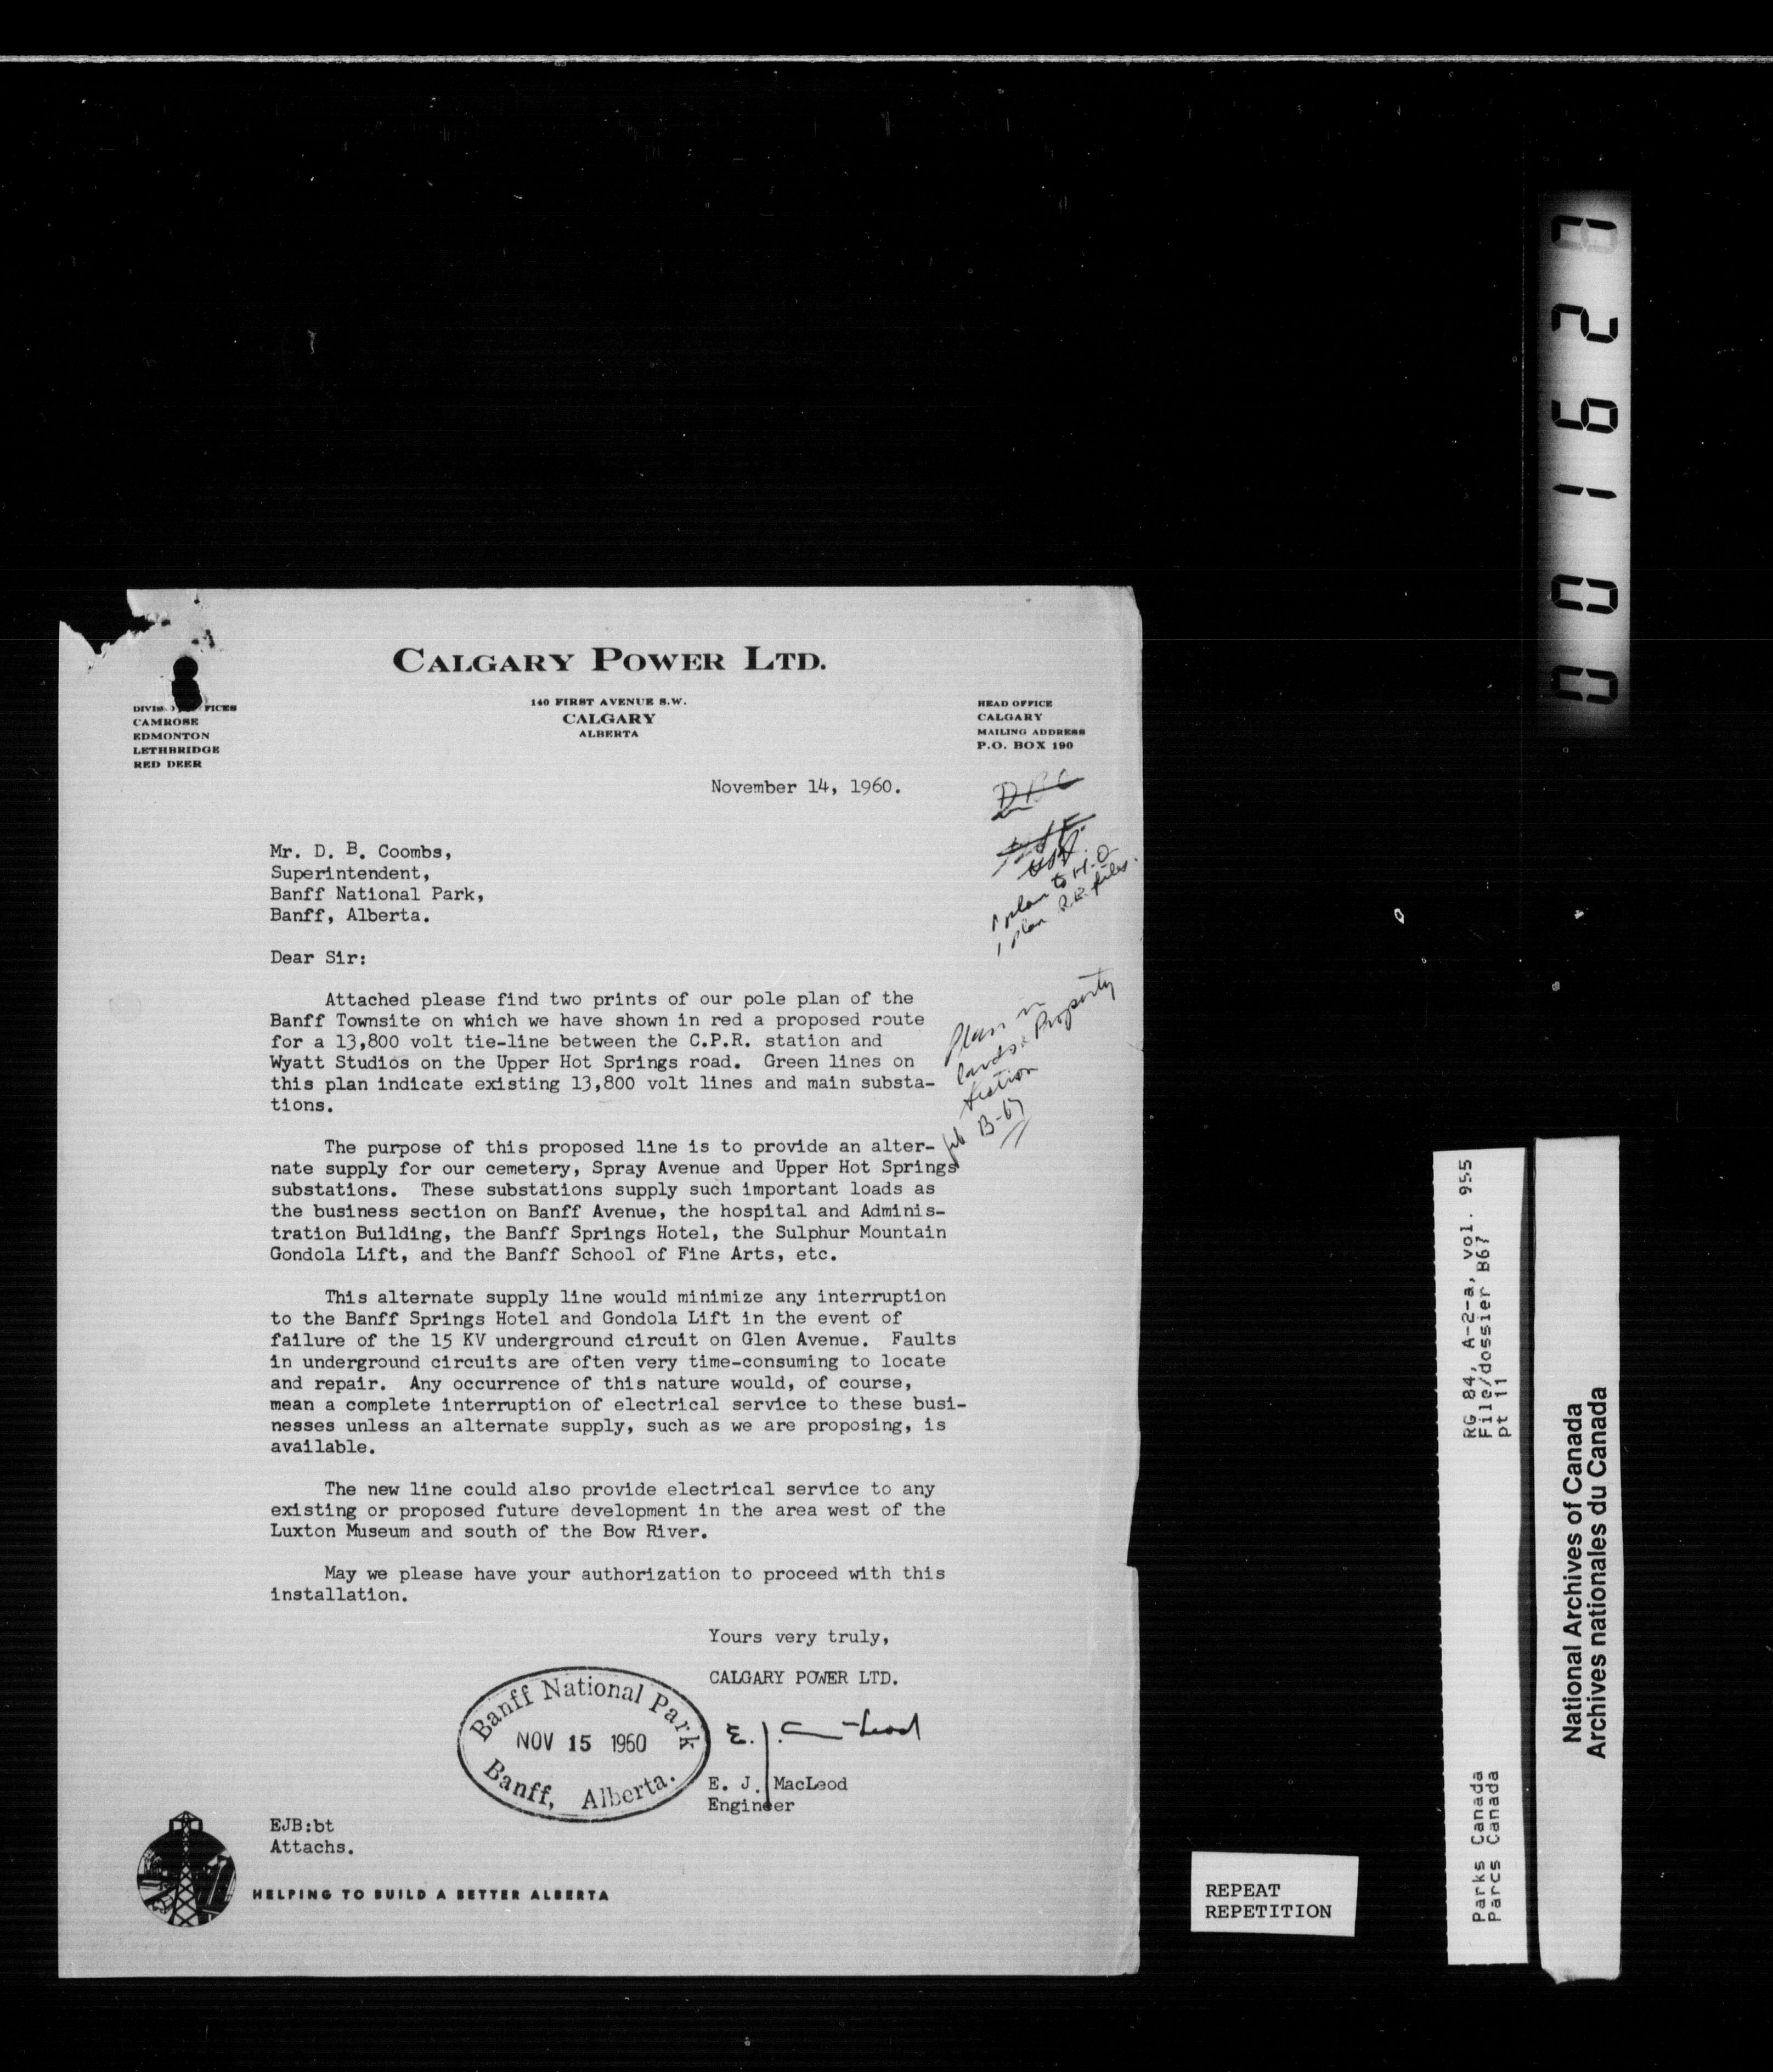 CALGARY POWER LTD.
140 FIRST AVENUE S.W.
CALGARY
ALBERTA
FICES
CAMROSE
EDMONTON
LETHBRIDGE
RED DEER
HEAD OFFICE
CALGARY
MAILING ADDRESS
P.O. BOX 190
November 14, 1960.
DBC
1 plan to H.O
1 plan R.E. files.
Mr. D. B. Coombs,
Superintendent,
Banff National Park,
Banff, Alberta.
Dear Sir:
Attached please find two prints of our pole plan of the
Banff Townsite on which we have shown in red a proposed route
for a 13,800 volt tie-line between the C.P.R. station and
Wyatt Studios on the Upper Hot Springs road. Green lines on
this plan indicate existing 13,800 volt lines and main substa-
tions.
Plan in
lands & Property
Section
B-67
The purpose of this proposed line is to provide an alter-
nate supply for our cemetery, Spray Avenue and Upper Hot Springs
substations. These substations supply such important loads as
the business section on Banff Avenue, the hospital and Adminis-
tration Building, the Banff Springs Hotel, the Sulphur Mountain
Gondola Lift, and the Banff School of Fine Arts, etc.
This alternate supply line would minimize any interruption
to the Banff Springs Hotel and Gondola Lift in the event of
failure of the 15 KV underground circuit on Glen Avenue. Faults
in underground circuits are often very time-consuming to locate
and repair. Any occurrence of this nature would, of course,
mean a complete interruption of electrical service to these busi-
nesses unless an alternate supply, such as we are proposing, is
available.
The new line could also provide electrical service to any
existing or proposed future development in the area west of the
Luxton Museum and south of the Bow River.
May we please have your authorization to proceed with this
installation.
Yours very truly,
CALGARY POWER LTD.
E. J. MacLeod
E. J. MacLeod
Engineer
Banff National Park
NOV 15 1960
Banff, Alberta.
EJB:bt
Attachs.
HELPING TO BUILD A BETTER ALBERTA
REPEAT
REPETITION
RG 84, A-2-a, vol. 955
File/dossier B67
pt 11
Parks Canada
Parcs Canada
National Archives of Canada
Archives nationales du Canada